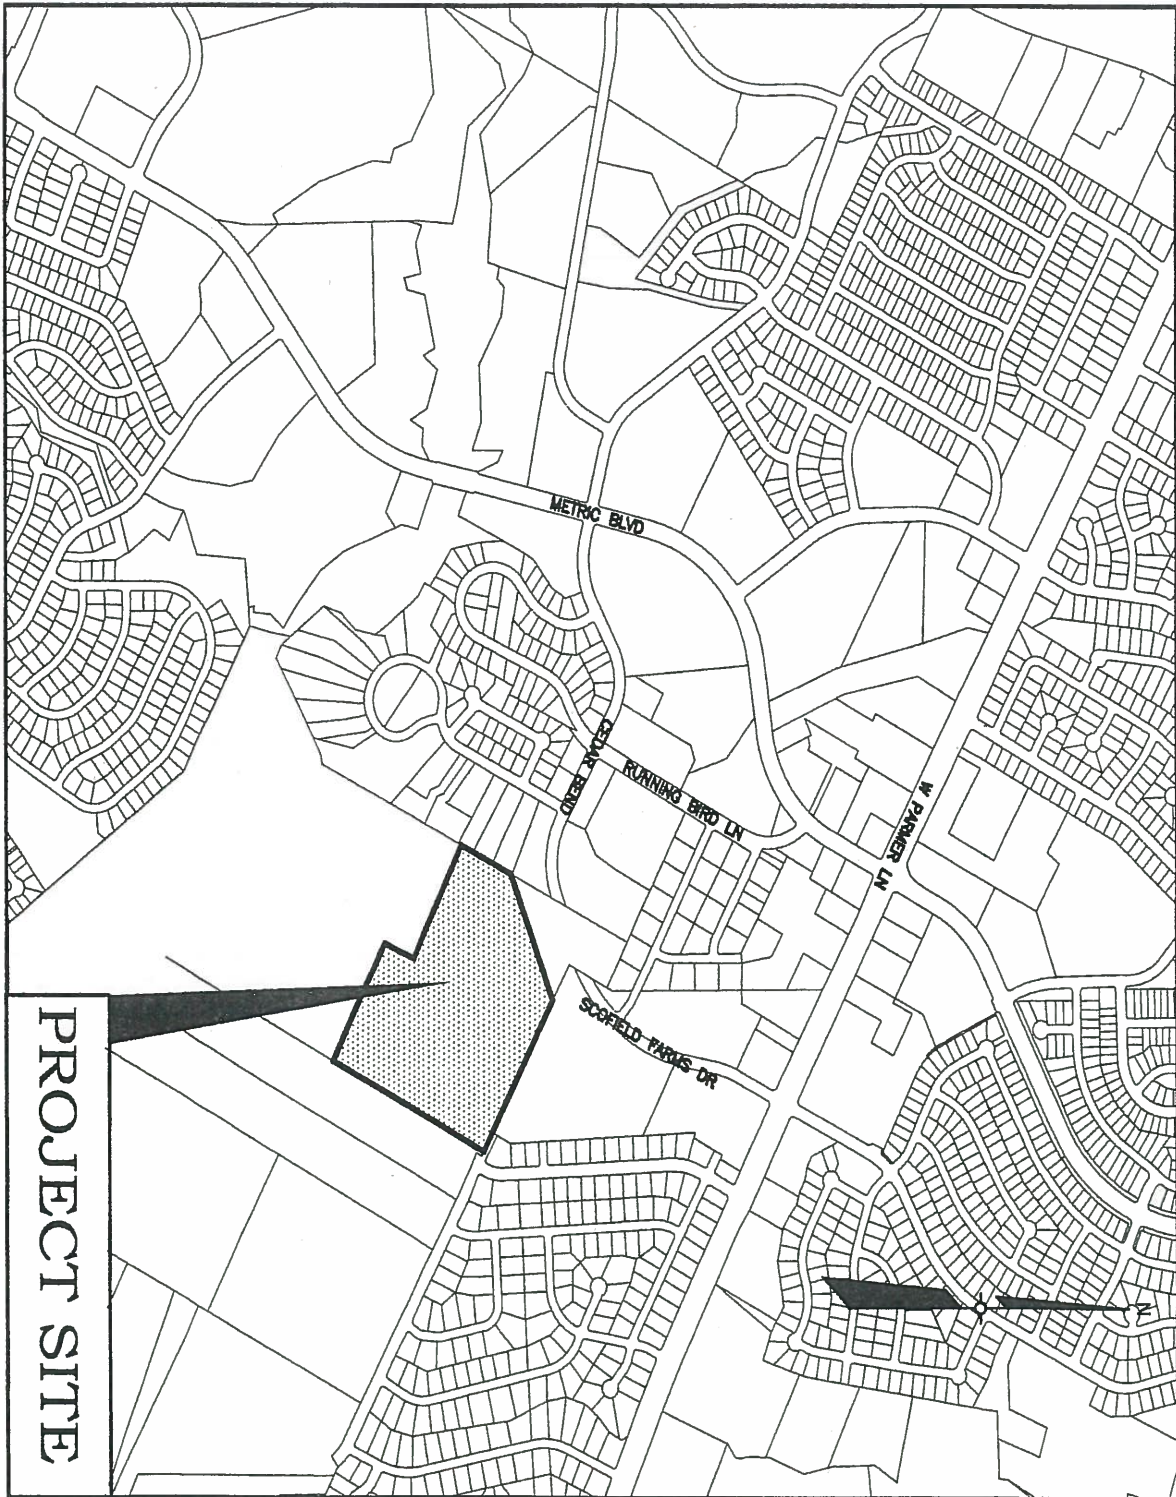 METRIC BLVD
W PARMER LN
CEDAR BEND
RUNNING BIRD LN
SCOFIELD FARMS DR
N
PROJECT SITE